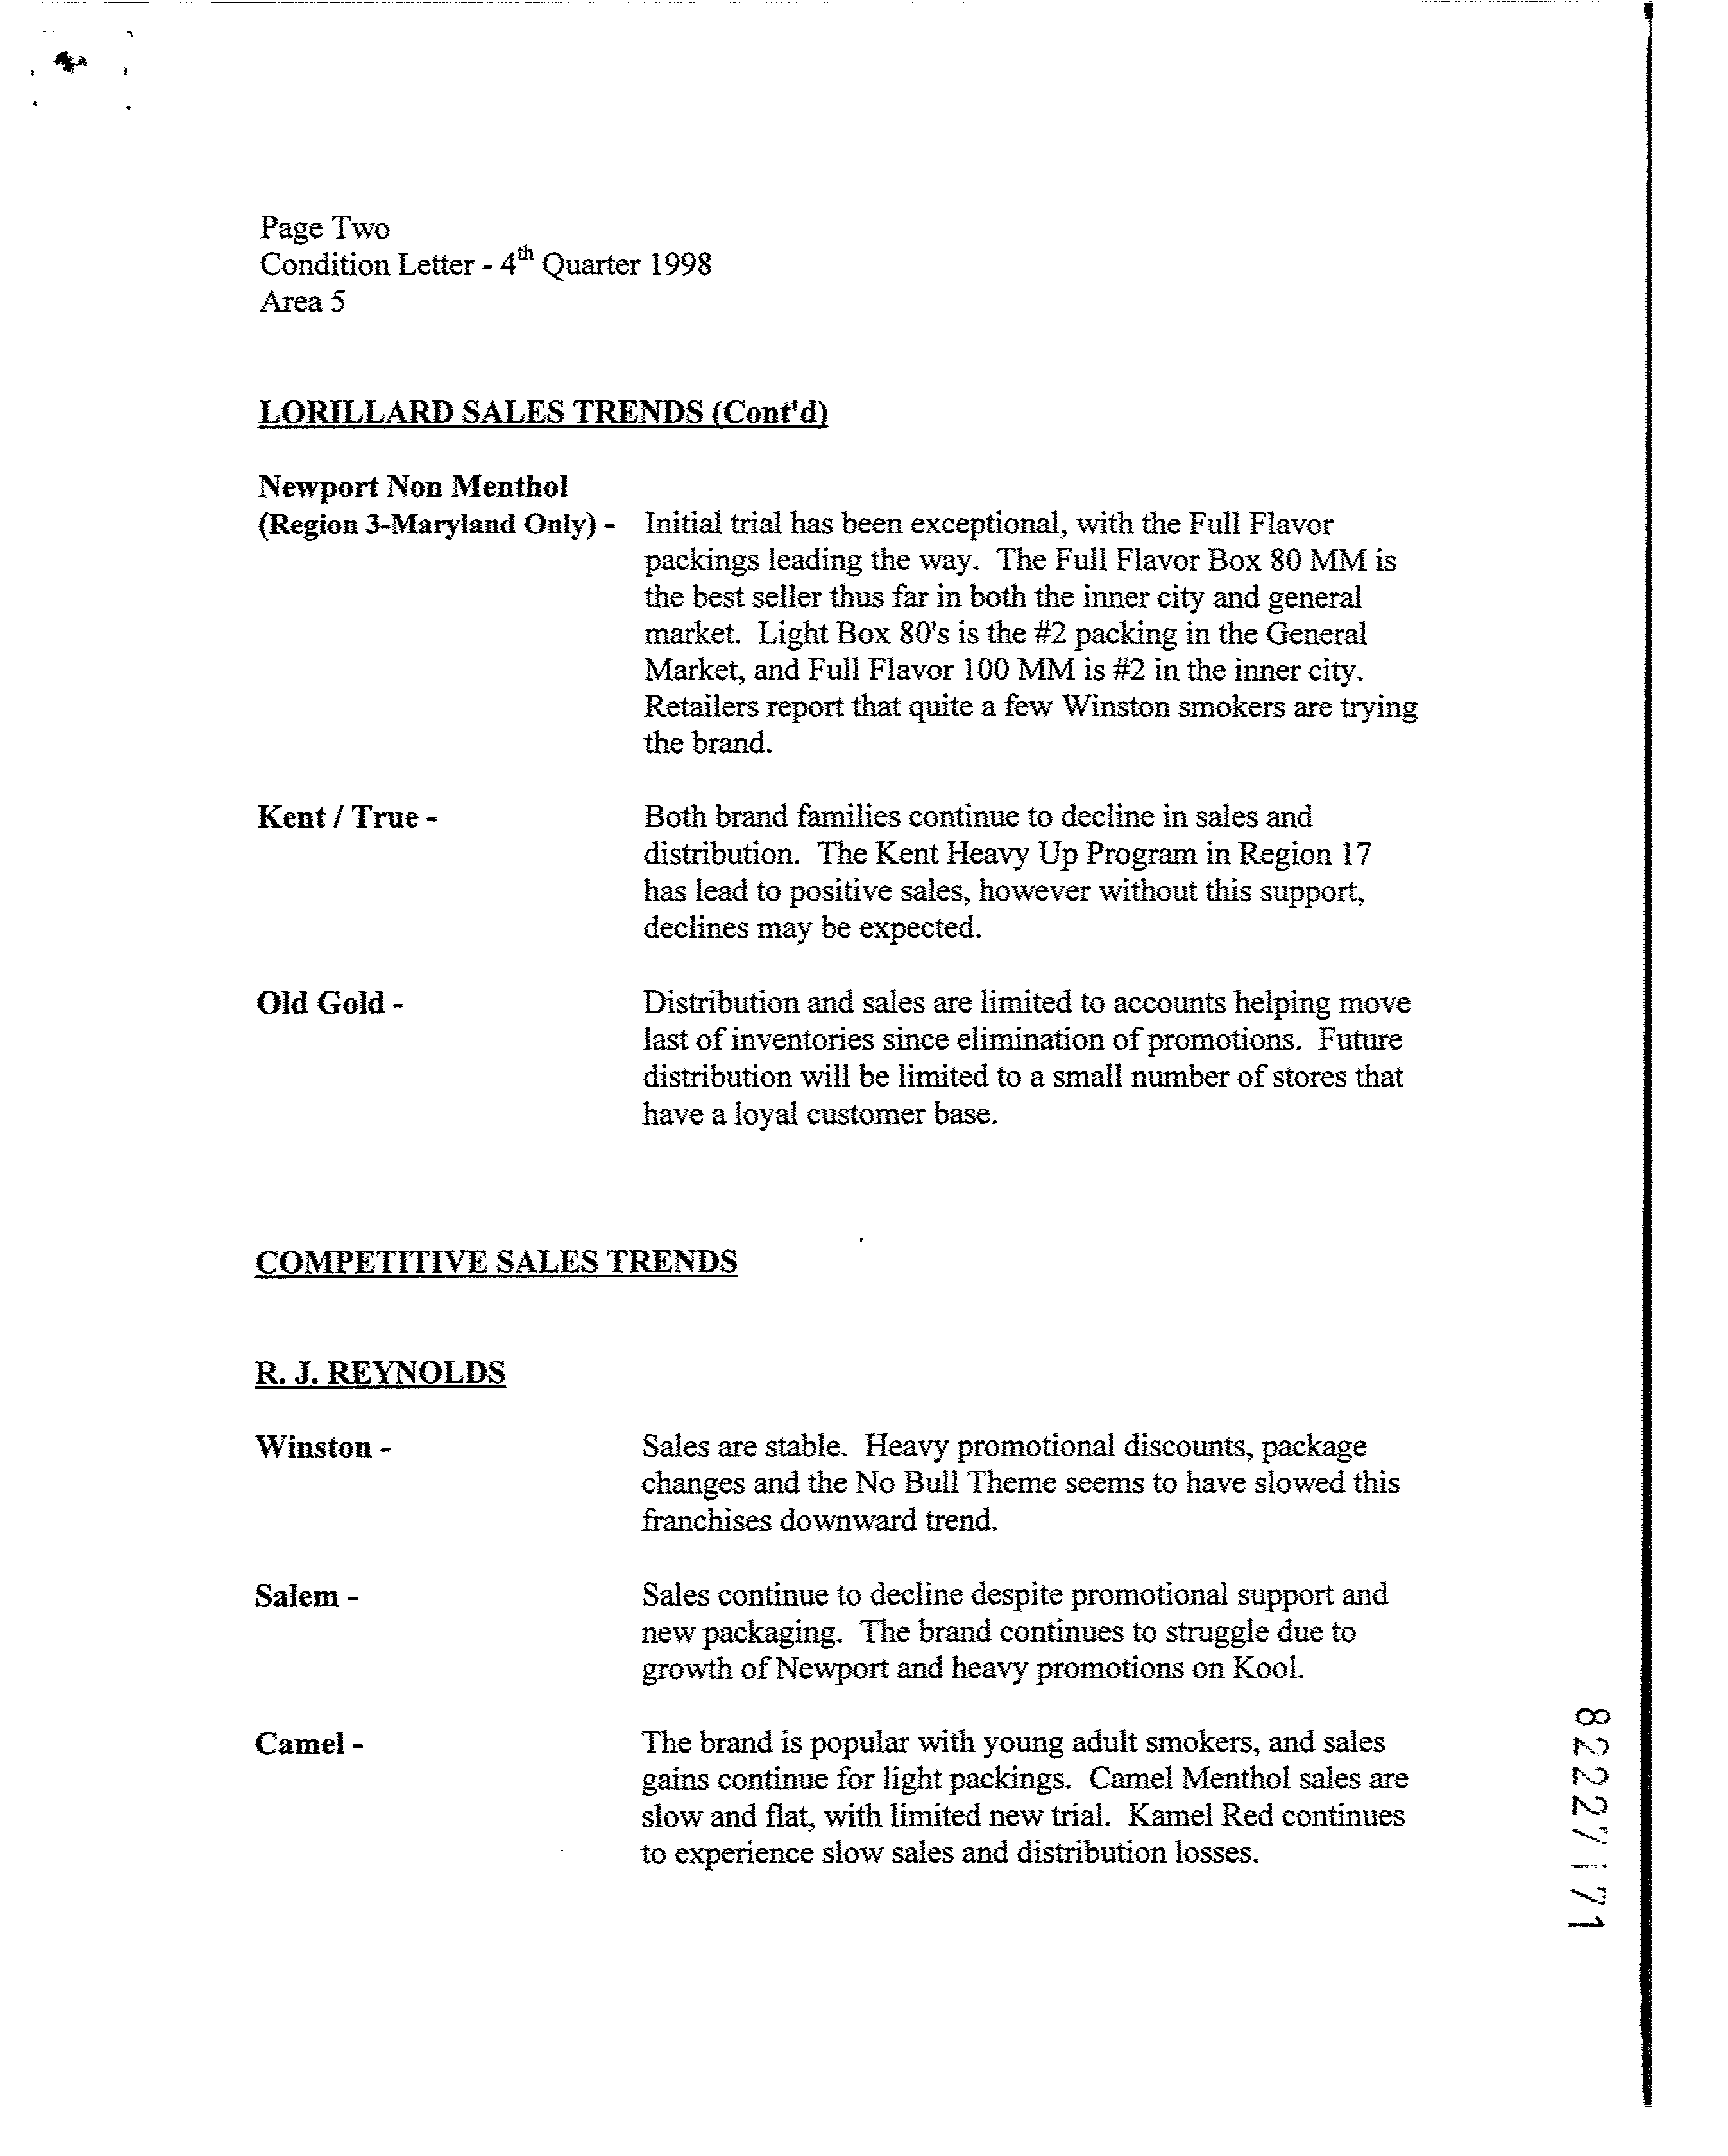 Page Two
Condition Letter - 4th Quarter 1998
Area 5
LORILLARD SALES TRENDS (Cont'd)
Newport Non Menthol
(Region 3-Maryland Only) - Initial trial has been exceptional, with the Full Flavor
packings leading the way. The Full Flavor Box 80 MM is
the best seller thus far in both the inner city and general
market. Light Box 80's is the #2 packing in the General
Market, and Full Flavor 100 MM is #2 in the inner city.
Retailers report that quite a few Winston smokers are trying
the brand.
Kent / True - Both brand families continue to decline in sales and
distribution. The Kent Heavy Up Program in Region 17
has lead to positive sales, however without this support,
declines may be expected.
Old Gold - Distribution and sales are limited to accounts helping move
last of inventories since elimination of promotions. Future
distribution will be limited to a small number of stores that
have a loyal customer base.
COMPETITIVE SALES TRENDS
R. J. REYNOLDS
Winston - Sales are stable. Heavy promotional discounts, package
changes and the No Bull Theme seems to have slowed this
franchises downward trend.
Salem - Sales continue to decline despite promotional support and
new packaging. The brand continues to struggle due to
growth of Newport and heavy promotions on Kool.
Camel - The brand is popular with young adult smokers, and sales
gains continue for light packings. Camel Menthol sales are
slow and flat, with limited new trial. Kamel Red continues
to experience slow sales and distribution losses.
82227171